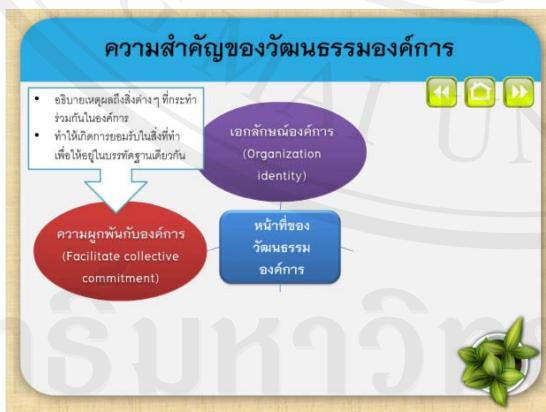 ความสำคัญของวัฒนธรรมองค์การ
• อธิบายเหตุผลถึงสิ่งต่างๆ ที่กระทำ
ร่วมกันในองค์การ
• ทำให้เกิดการยอมรับในสิ่งที่ทำ
เพื่อให้อยู่ในบรรทัดฐานเดียวกัน
เอกลักษณ์องค์การ
(Organization
identity)
ความผูกพันกับองค์การ
(Facilitate collective
commitment)
หน้าที่ของ
วัฒนธรรม
องค์การ